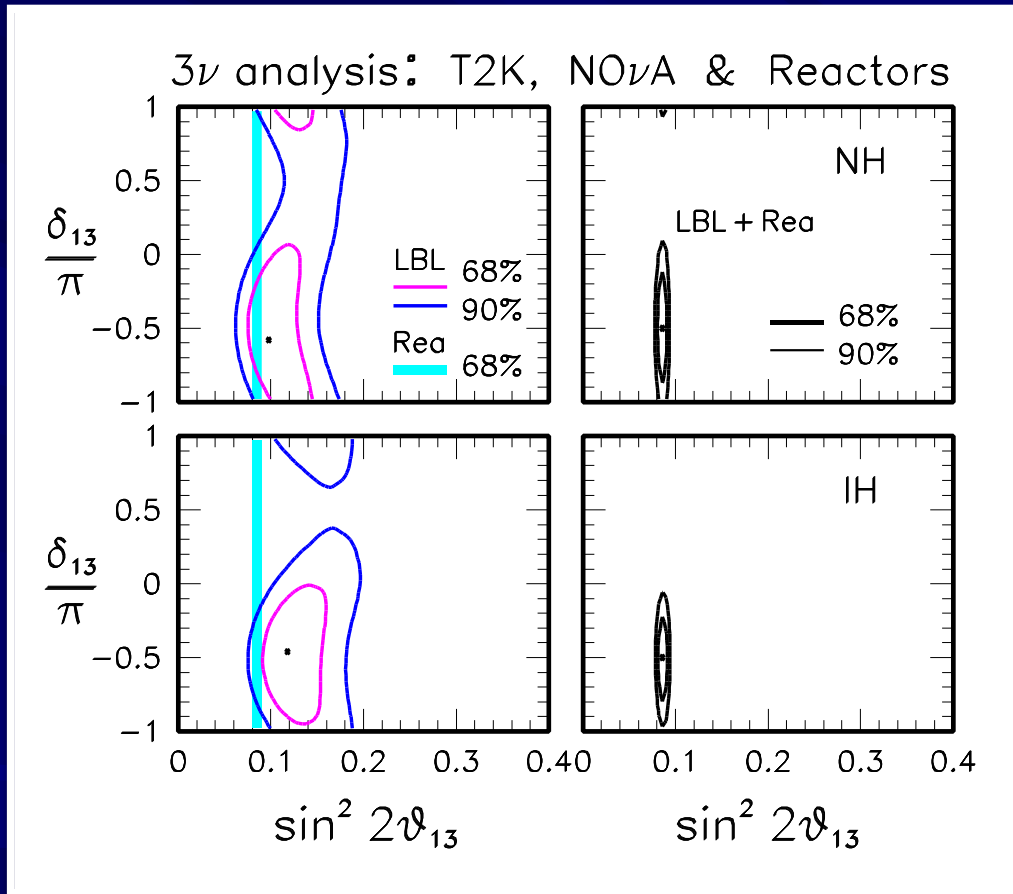 3ν analysis: T2K, NOνA & Reactors
1
0.5
0
−0.5
−1
δ₁₃/π
LBL 68%
90%
Rea 68%
NH
LBL + Rea
68%
90%
1
0.5
0
−0.5
−1
δ₁₃/π
IH
0 0.1 0.2 0.3 0.4
0 0.1 0.2 0.3 0.4
sin² 2ϑ₁₃
sin² 2ϑ₁₃